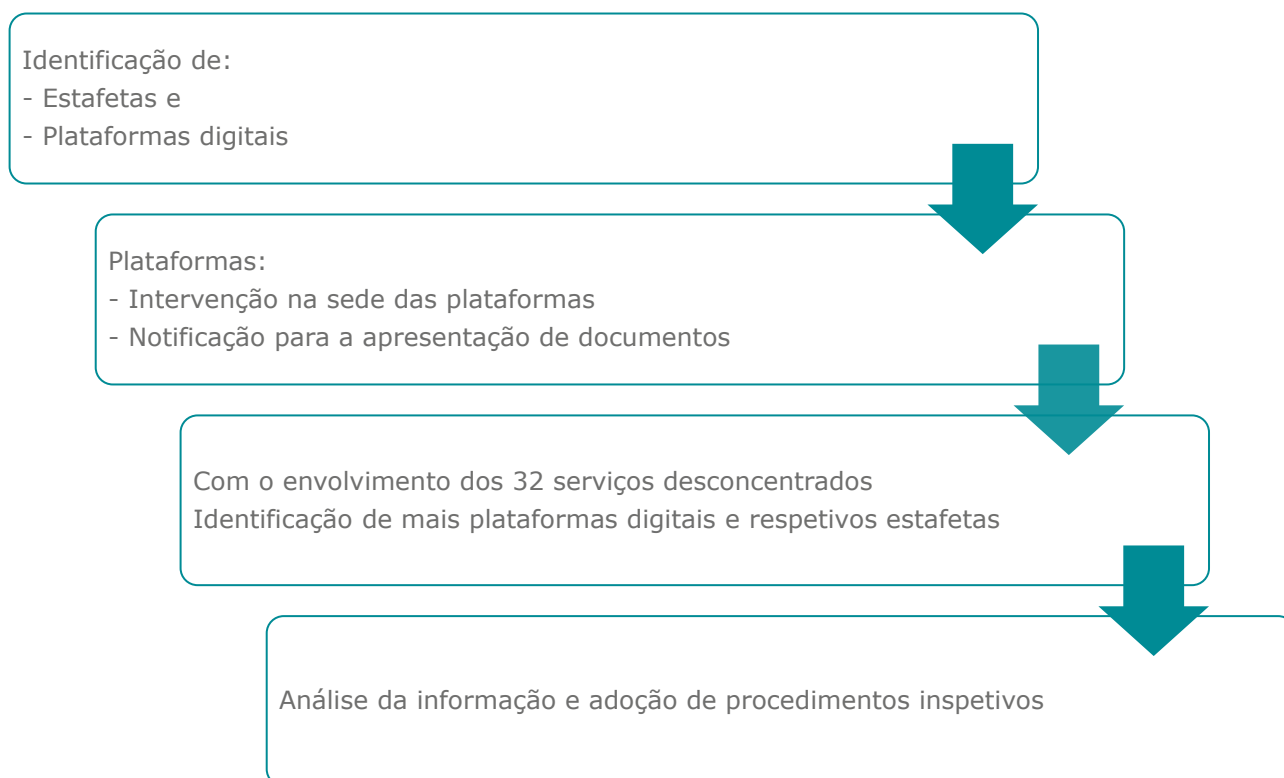 Identificação de:
- Estafetas e
- Plataformas digitais
Plataformas:
- Intervenção na sede das plataformas
- Notificação para a apresentação de documentos
Com o envolvimento dos 32 serviços desconcentrados
Identificação de mais plataformas digitais e respetivos estafetas
Análise da informação e adoção de procedimentos inspetivos